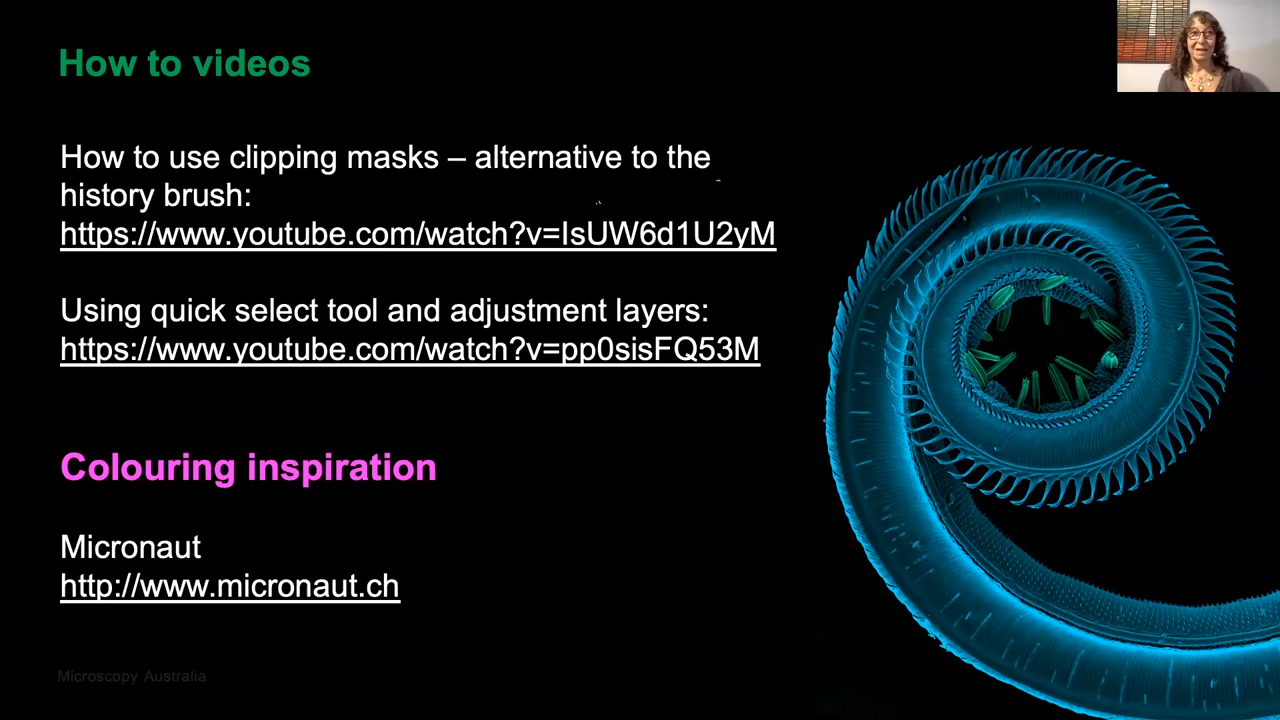 How to videos
How to use clipping masks – alternative to the
history brush:
https://www.youtube.com/watch?v=IsUW6d1U2yM
Using quick select tool and adjustment layers:
https://www.youtube.com/watch?v=pp0sisFQ53M
Colouring inspiration
Micronaut
http://www.micronaut.ch
Microscopy Australia